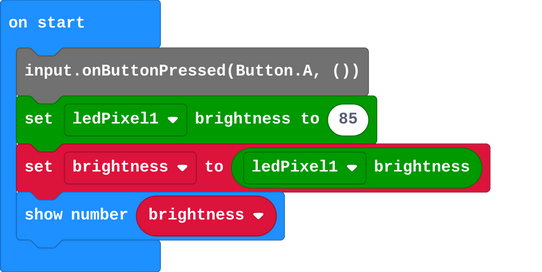 on start
input.onButtonPressed(Button.A, ())
set ledPixel1 brightness to 85
set brightness to ledPixel1 brightness
show number brightness